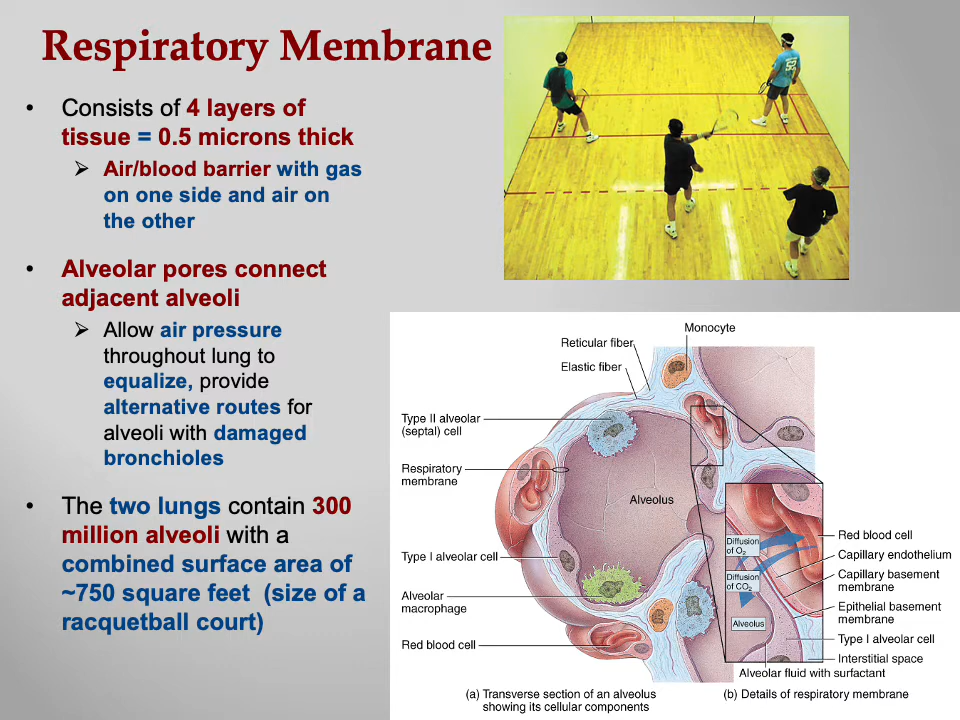 Respiratory Membrane
• Consists of 4 layers of
tissue = 0.5 microns thick
➢ Air/blood barrier with gas
on one side and air on
the other
• Alveolar pores connect
adjacent alveoli
➢ Allow air pressure
throughout lung to
equalize, provide
alternative routes for
alveoli with damaged
bronchioles
• The two lungs contain 300
million alveoli with a
combined surface area of
~750 square feet (size of a
racquetball court)
Monocyte
Reticular fiber
Elastic fiber
Type II alveolar
(septal) cell
Respiratory
membrane
Alveolus
Type I alveolar cell
Alveolar
macrophage
Red blood cell
Diffusion
of O₂
Diffusion
of CO₂
Alveolus
Red blood cell
Capillary endothelium
Capillary basement
membrane
Epithelial basement
membrane
Type I alveolar cell
Interstitial space
Alveolar fluid with surfactant
(a) Transverse section of an alveolus
showing its cellular components
(b) Details of respiratory membrane